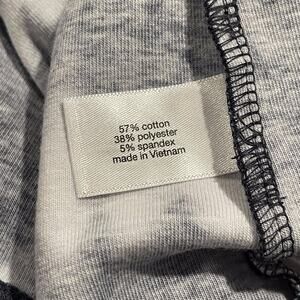 57% cotton
38% polyester
5% spandex
made in Vietnam